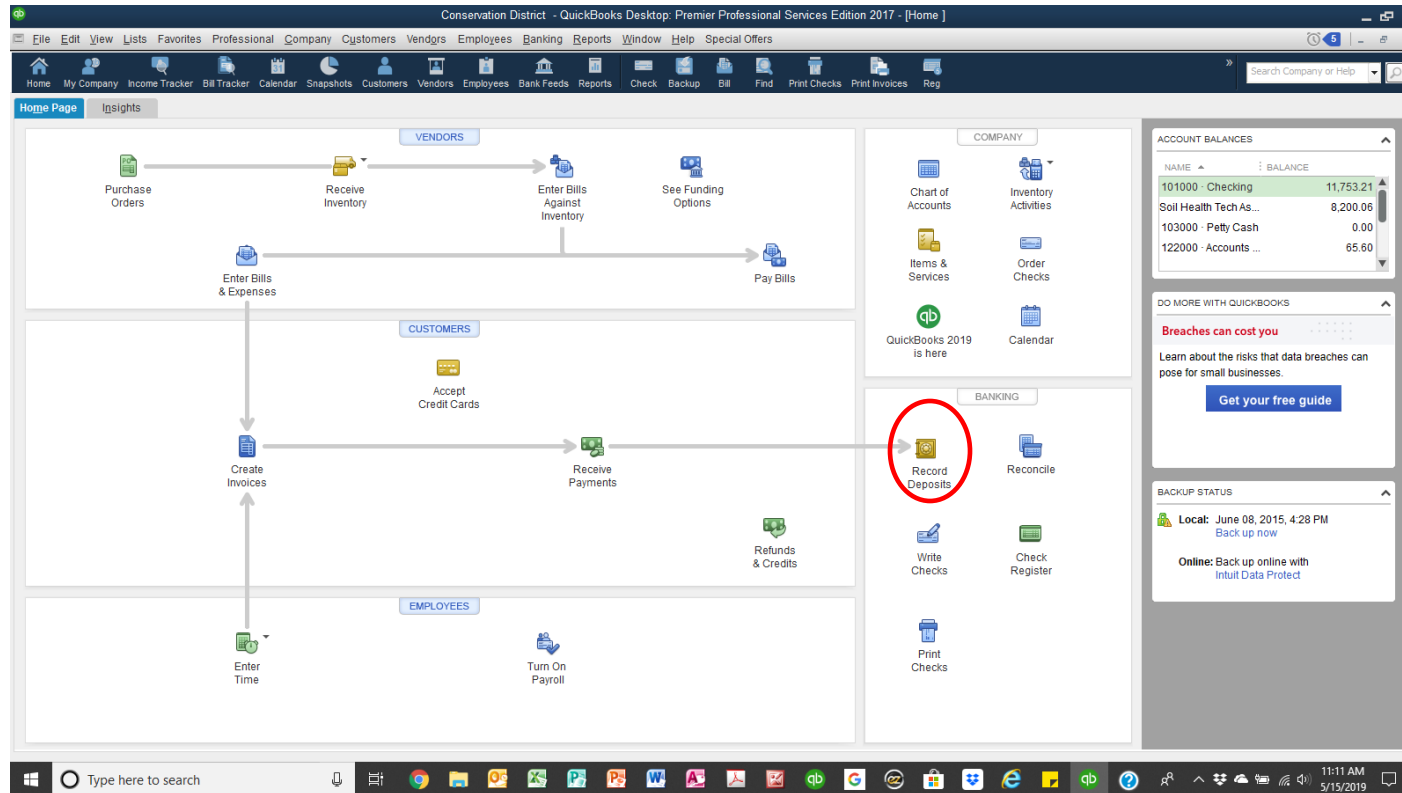 qb
Conservation District - QuickBooks Desktop: Premier Professional Services Edition 2017 - [Home ]
File Edit View Lists Favorites Professional Company Customers Vendors Employees Banking Reports Window Help Special Offers
5
Home My Company Income Tracker Bill Tracker Calendar Snapshots Customers Vendors Employees Bank Feeds Reports Check Backup Bill Find Print Checks Print Invoices Reg
» Search Company or Help
Home Page Insights
VENDORS
Purchase
Orders
Receive
Inventory
Enter Bills
Against
Inventory
See Funding
Options
Enter Bills
& Expenses
Pay Bills
CUSTOMERS
Accept
Credit Cards
Create
Invoices
Receive
Payments
Refunds
& Credits
EMPLOYEES
Enter
Time
Turn On
Payroll
COMPANY
Chart of
Accounts
Inventory
Activities
Items &
Services
Order
Checks
qb
QuickBooks 2019
is here
Calendar
BANKING
Record
Deposits
Reconcile
Write
Checks
Check
Register
Print
Checks
ACCOUNT BALANCES
NAME BALANCE
101000 · Checking 11,753.21
Soil Health Tech As... 8,200.06
103000 · Petty Cash 0.00
122000 · Accounts ... 65.60
DO MORE WITH QUICKBOOKS
Breaches can cost you
Learn about the risks that data breaches can
pose for small businesses.
Get your free guide
BACKUP STATUS
Local: June 08, 2015, 4:28 PM
Back up now
Online: Back up online with
Intuit Data Protect
Type here to search
11:11 AM
5/15/2019